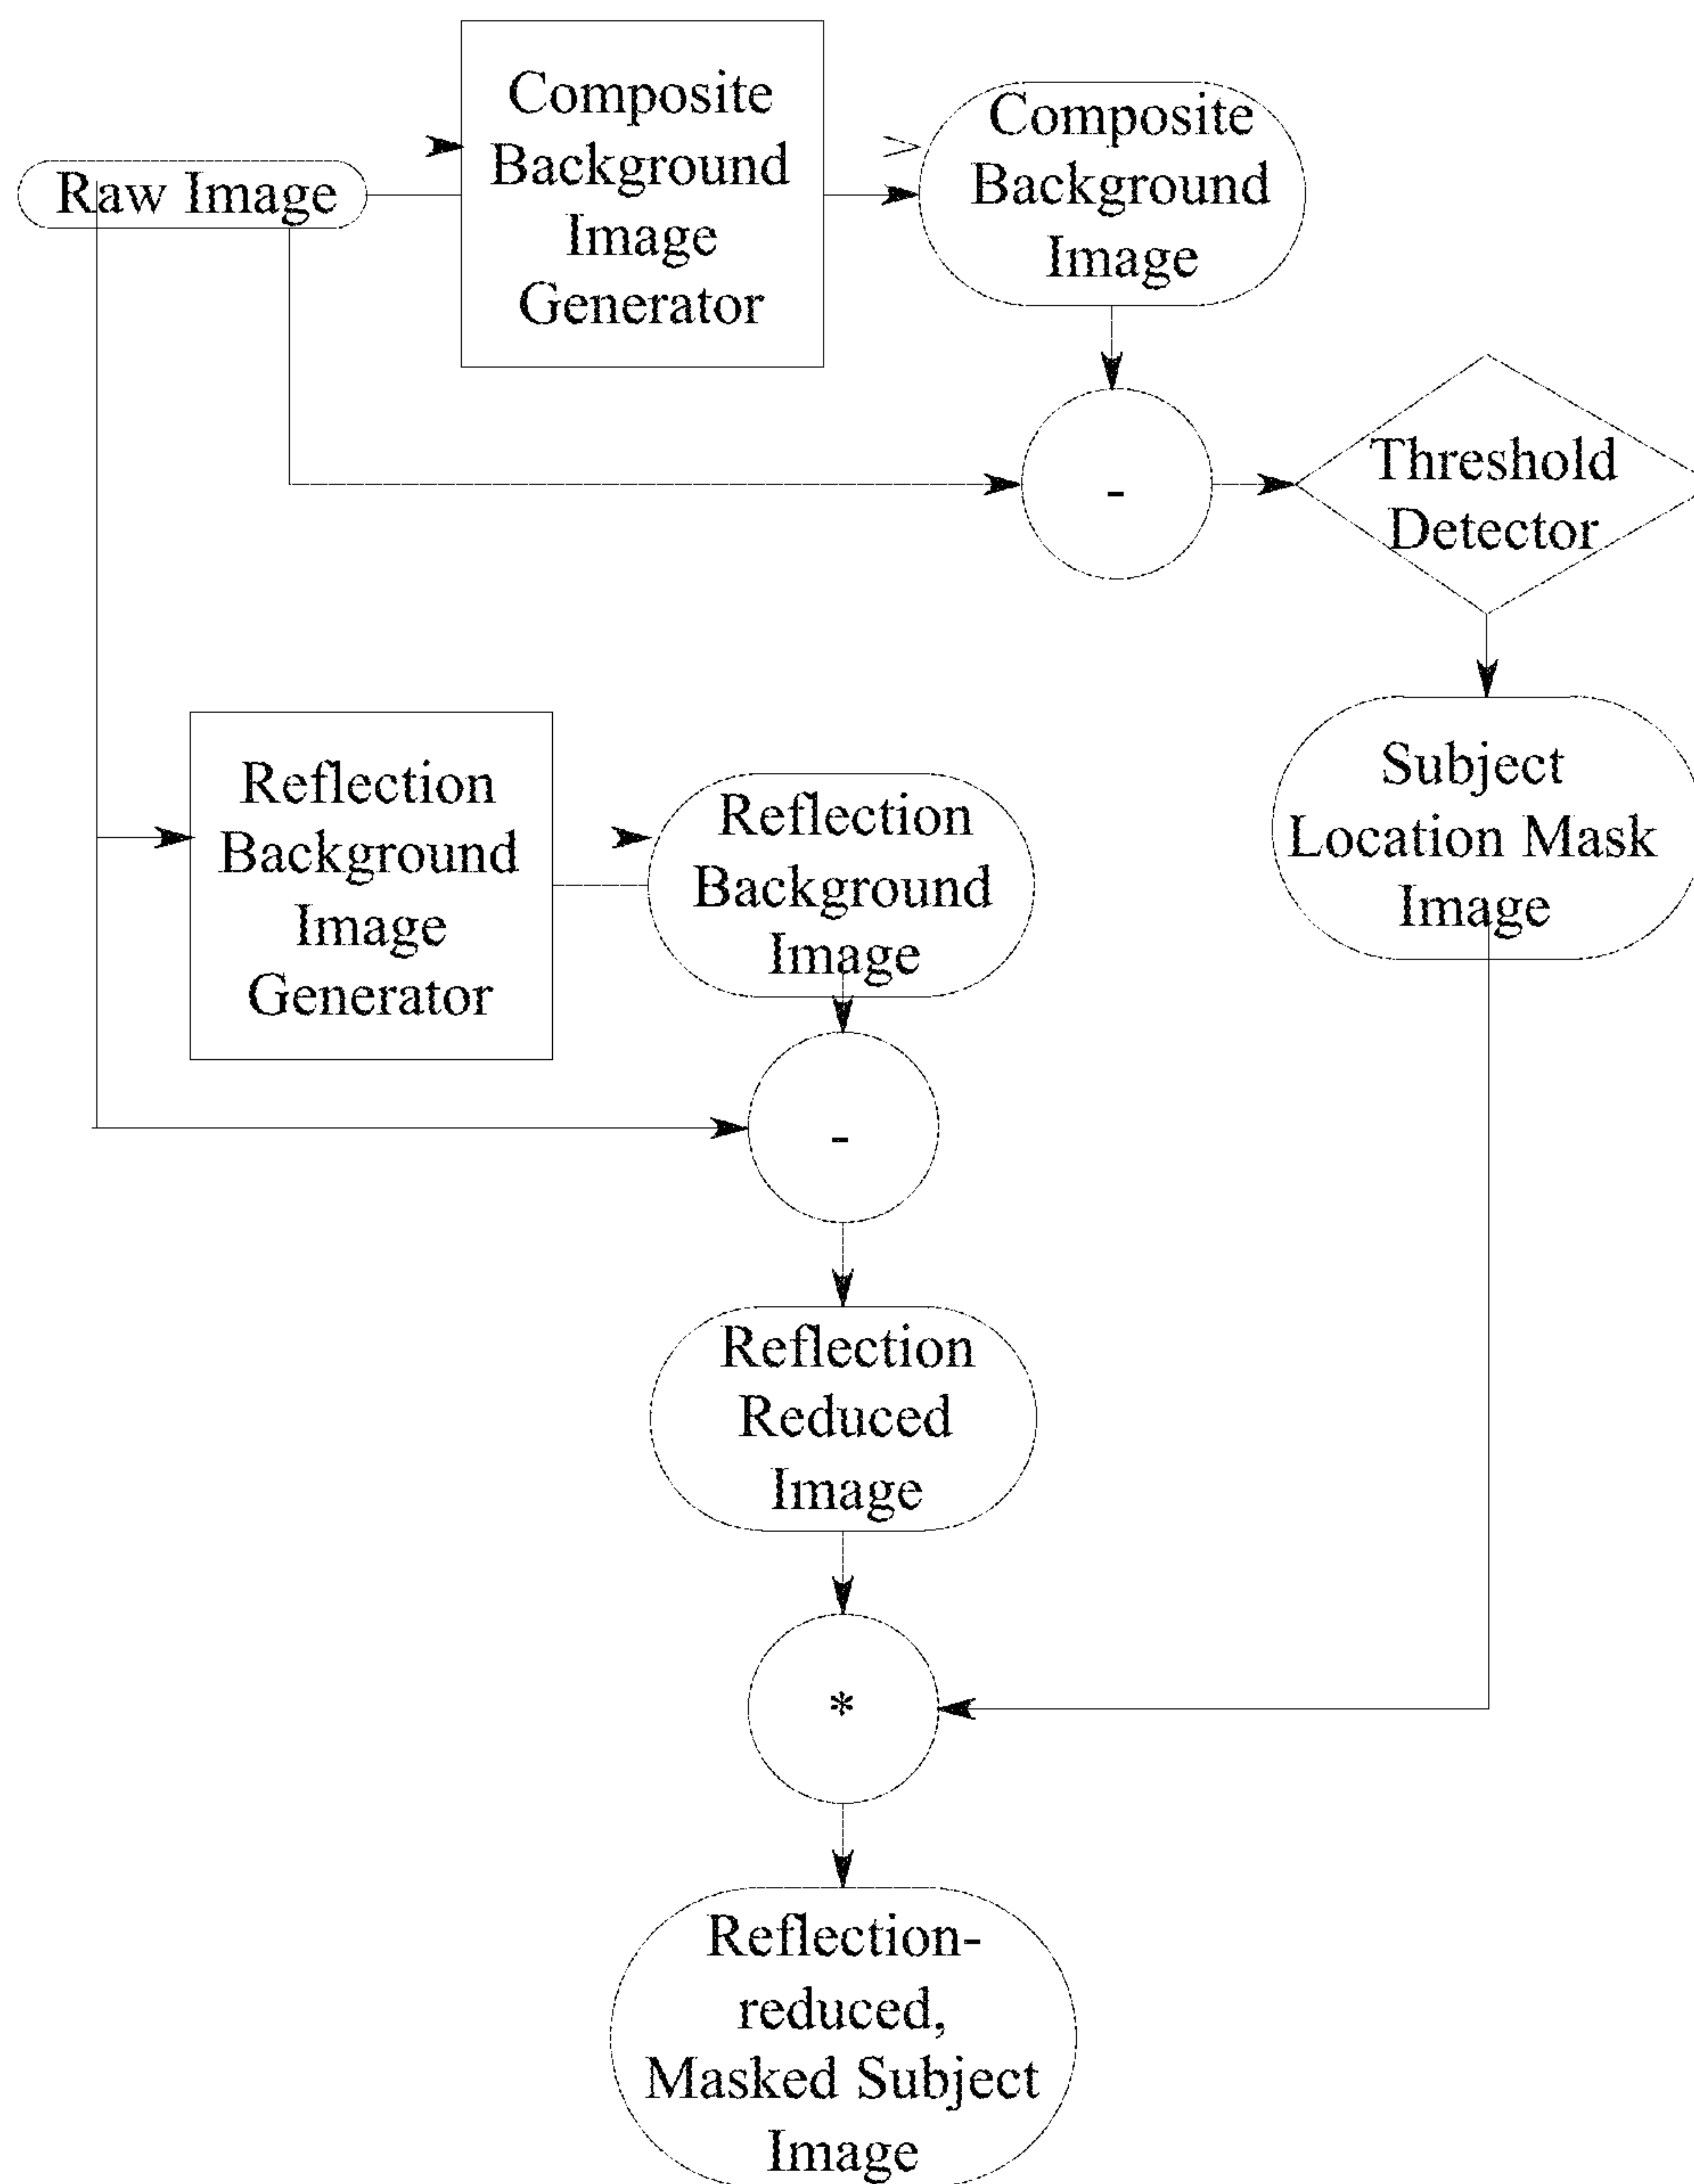 Raw Image
Composite
Background
Image
Generator
Composite
Background
Image
-
Threshold
Detector
Subject
Location Mask
Image
Reflection
Background
Image
Generator
Reflection
Background
Image
-
Reflection
Reduced
Image
*
Reflection-
reduced,
Masked Subject
Image